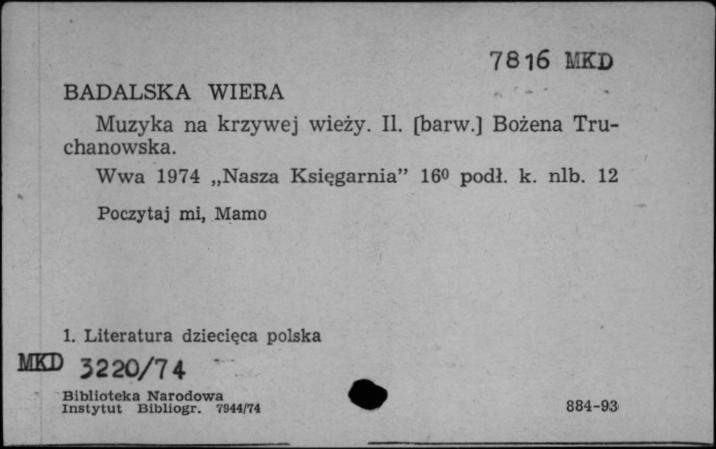 7816 MKD
BADALSKA WIERA
Muzyka na krzywej wieży. Il. [barw.] Bożena Tru-
chanowska.
Wwa 1974 „Nasza Księgarnia” 16⁰ podł. k. nlb. 12
Poczytaj mi, Mamo
1. Literatura dziecięca polska
MKD 3220/74
Biblioteka Narodowa
Instytut Bibliogr. 7944/74
884-93